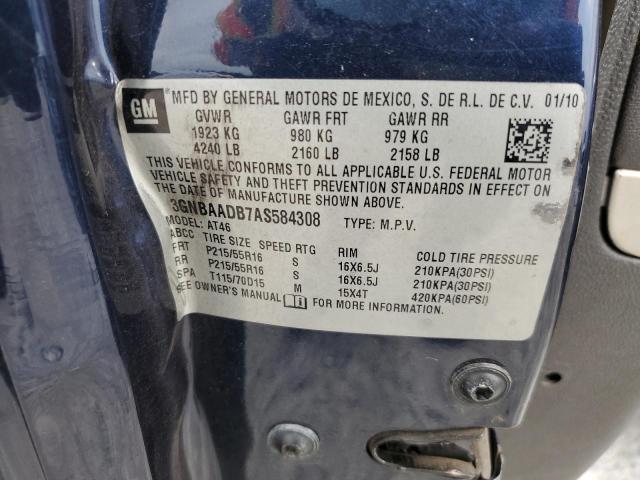 GM MFD BY GENERAL MOTORS DE MEXICO, S. DE R.L. DE C.V. 01/10
GVWR GAWR FRT GAWR RR
1923 KG 980 KG 979 KG
4240 LB 2160 LB 2158 LB
THIS VEHICLE CONFORMS TO ALL APPLICABLE U.S. FEDERAL MOTOR
VEHICLE SAFETY AND THEFT PREVENTION STANDARDS IN EFFECT ON
THE DATE OF MANUFACTURE SHOWN ABOVE.
3GNBAADB7AS584308 TYPE: M.P.V.
MODEL: AT46
ABCC TIRE SIZE SPEED RTG RIM COLD TIRE PRESSURE
FRT P215/55R16 S 16X6.5J 210KPA(30PSI)
RR P215/55R16 S 16X6.5J 210KPA(30PSI)
SPA T115/70D15 M 15X4T 420KPA(60PSI)
SEE OWNER'S MANUAL FOR MORE INFORMATION.